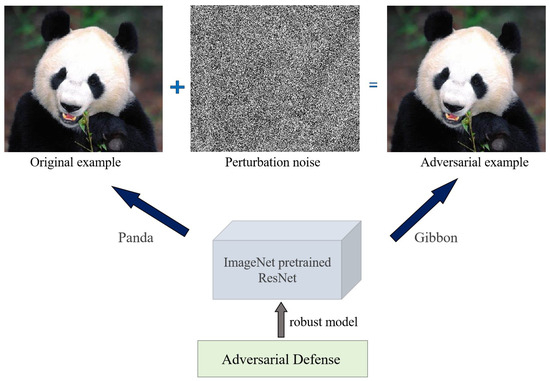 +
=
Original example
Perturbation noise
Adversarial example
Panda
Gibbon
ImageNet pretrained
ResNet
robust model
Adversarial Defense